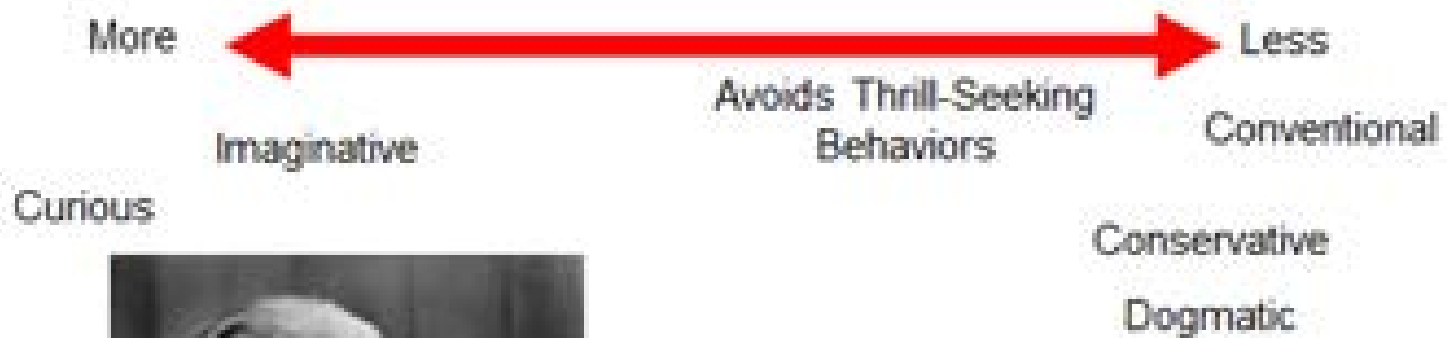 More
Less
Avoids Thrill-Seeking
Behaviors
Conventional
Imaginative
Curious
Conservative
Dogmatic